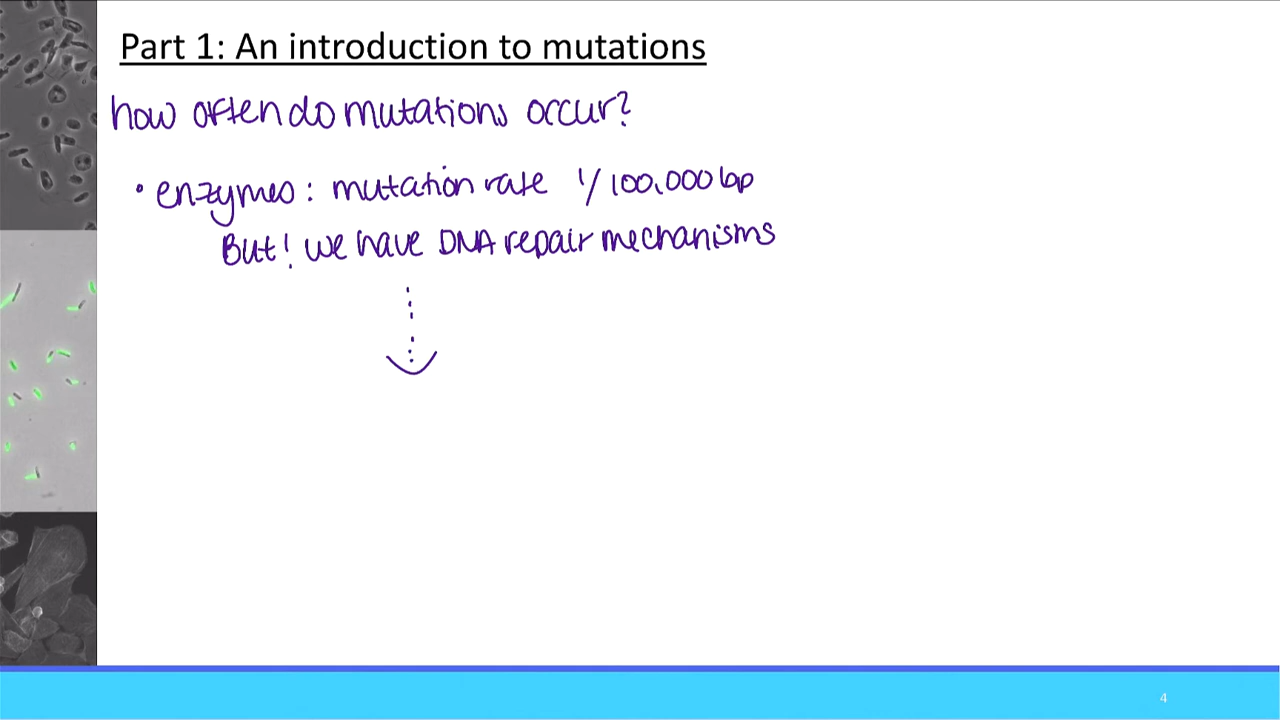 Part 1: An introduction to mutations
how often do mutations occur?
• enzymes: mutation rate 1/100,000 bp
But! we have DNA repair mechanisms
4